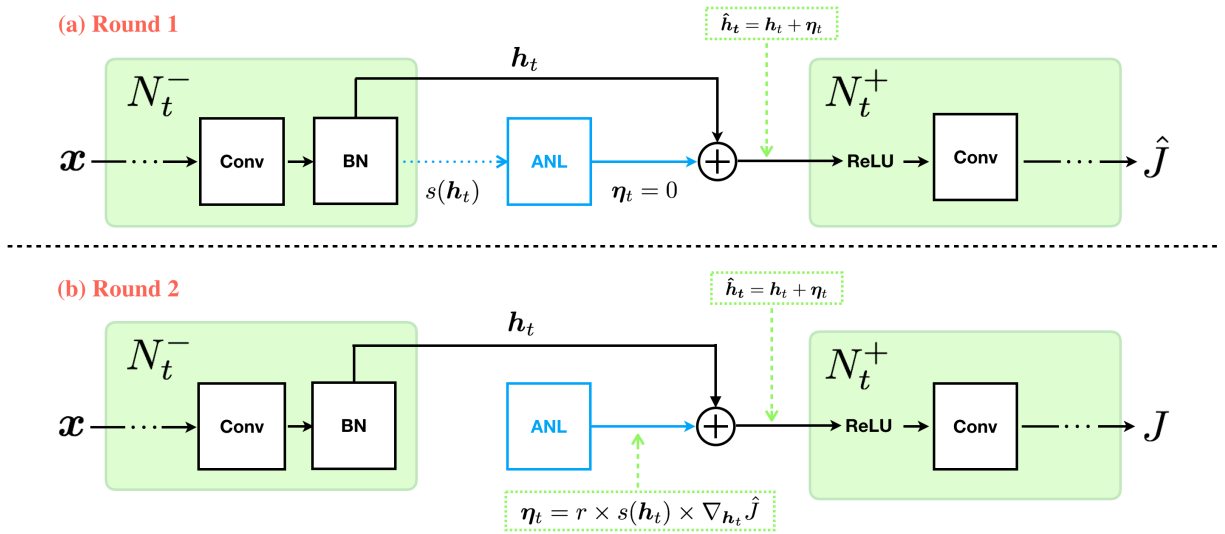 (a) Round 1
ĥ_t = h_t + η_t
h_t
N_t^-
N_t^+
x
···
Conv
BN
s(h_t)
ANL
η_t = 0
+
ReLU
Conv
···
Ĵ
(b) Round 2
ĥ_t = h_t + η_t
h_t
N_t^-
N_t^+
x
···
Conv
BN
ANL
+
ReLU
Conv
···
J
η_t = r × s(h_t) × ∇_{h_t} Ĵ